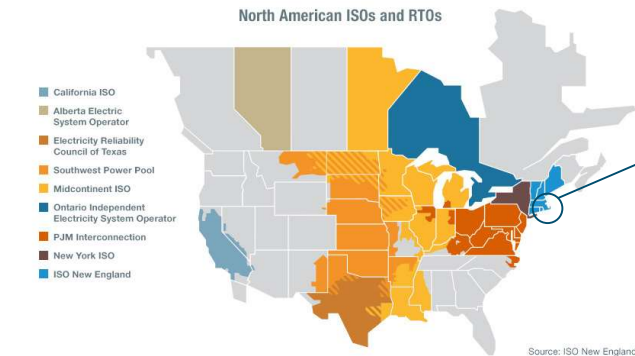 North American ISOs and RTOs
California ISO
Alberta Electric
System Operator
Electricity Reliability
Council of Texas
Southwest Power Pool
Midcontinent ISO
Ontario Independent
Electricity System Operator
PJM Interconnection
New York ISO
ISO New England
Source: ISO New England